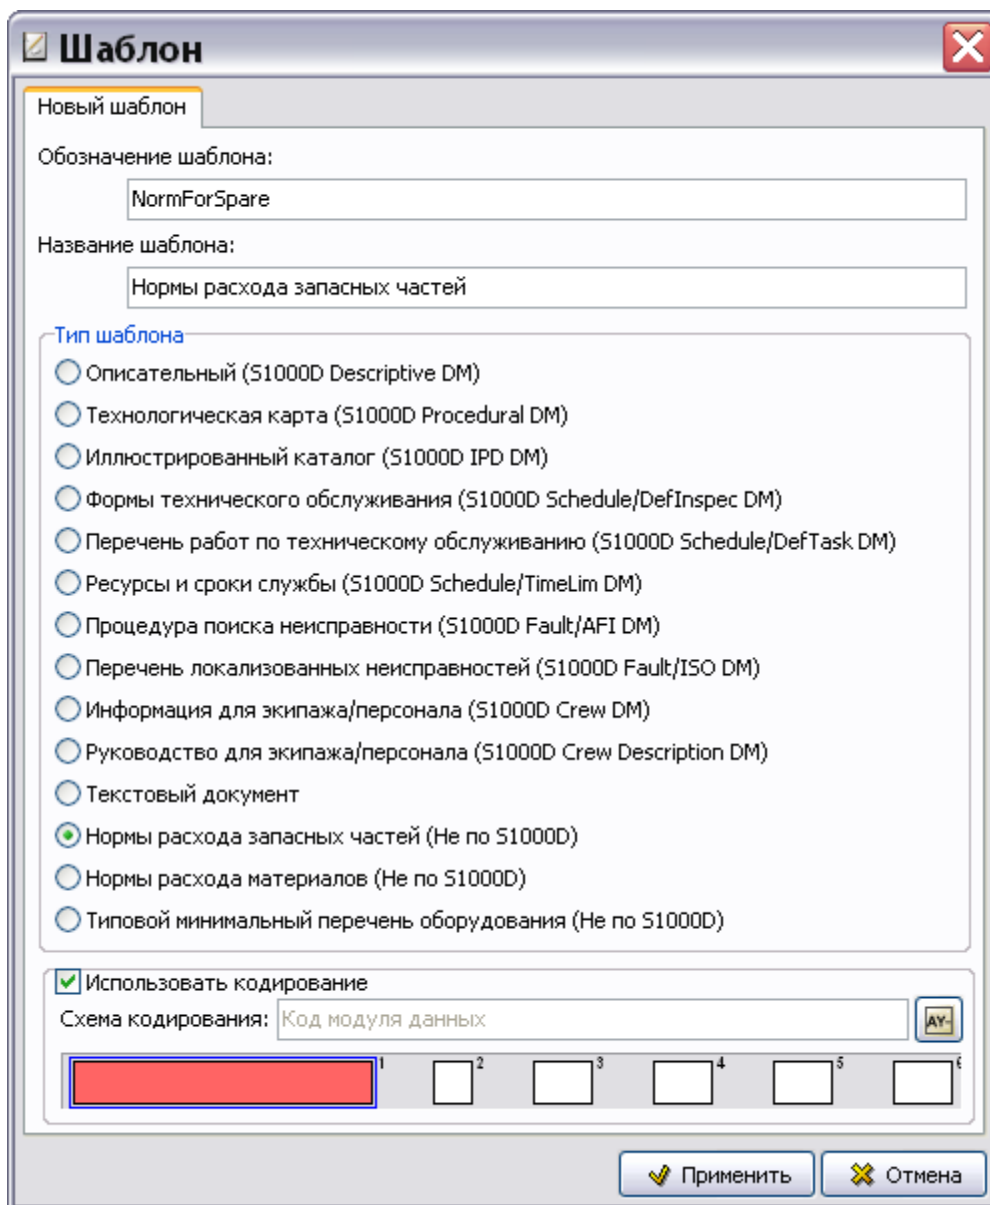 Шаблон
Новый шаблон
Обозначение шаблона:
NormForSpare
Название шаблона:
Нормы расхода запасных частей
Тип шаблона
Описательный (S1000D Descriptive DM)
Технологическая карта (S1000D Procedural DM)
Иллюстрированный каталог (S1000D IPD DM)
Формы технического обслуживания (S1000D Schedule/DefInspec DM)
Перечень работ по техническому обслуживанию (S1000D Schedule/DefTask DM)
Ресурсы и сроки службы (S1000D Schedule/TimeLim DM)
Процедура поиска неисправности (S1000D Fault/AFI DM)
Перечень локализованных неисправностей (S1000D Fault/ISO DM)
Информация для экипажа/персонала (S1000D Crew DM)
Руководство для экипажа/персонала (S1000D Crew Description DM)
Текстовый документ
Нормы расхода запасных частей (Не по S1000D)
Нормы расхода материалов (Не по S1000D)
Типовой минимальный перечень оборудования (Не по S1000D)
Использовать кодирование
Схема кодирования: Код модуля данных AY-
1 2 3 4 5 6
Применить Отмена